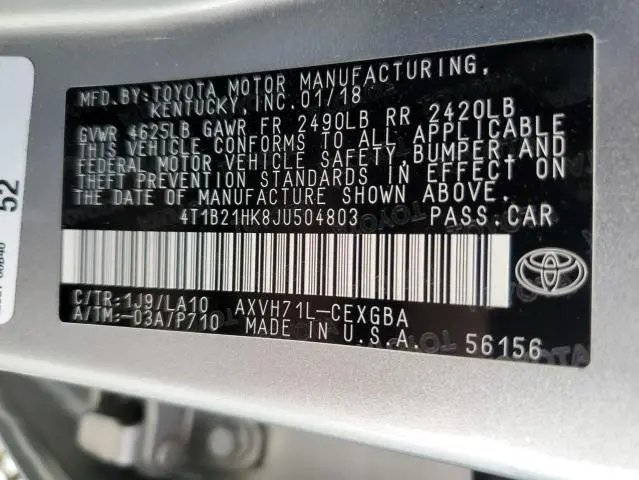 MFD.BY:TOYOTA MOTOR MANUFACTURING,
KENTUCKY,INC.01/18
GVWR 4625LB GAWR FR 2490LB RR 2420LB
THIS VEHICLE CONFORMS TO ALL APPLICABLE
FEDERAL MOTOR VEHICLE SAFETY,BUMPER AND
THEFT PREVENTION STANDARDS IN EFFECT ON
THE DATE OF MANUFACTURE SHOWN ABOVE.
4T1B21HK8JU504803 PASS.CAR
C/TR:1J9/LA10 AXVH71L-CEXGBA
A/TM:-03A/P710 MADE IN U.S.A. 56156
52